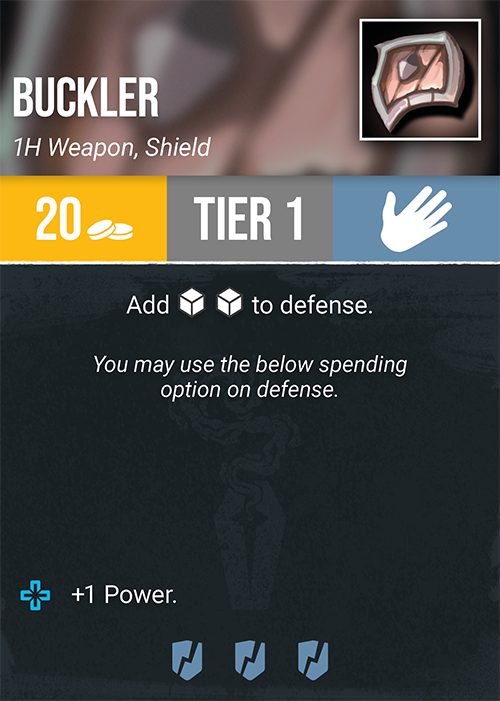 BUCKLER
1H Weapon, Shield
20 TIER 1
Add to defense.
You may use the below spending
option on defense.
+1 Power.